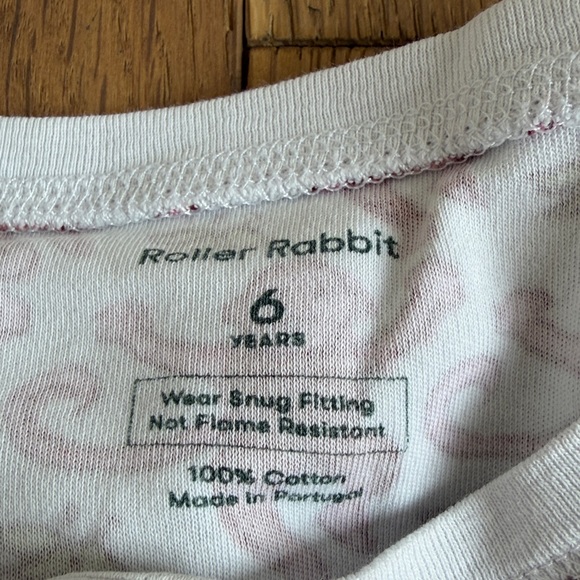 Roller Rabbit
6
YEARS
Wear Snug Fitting
Not Flame Resistant
100% Cotton
Made in Portugal